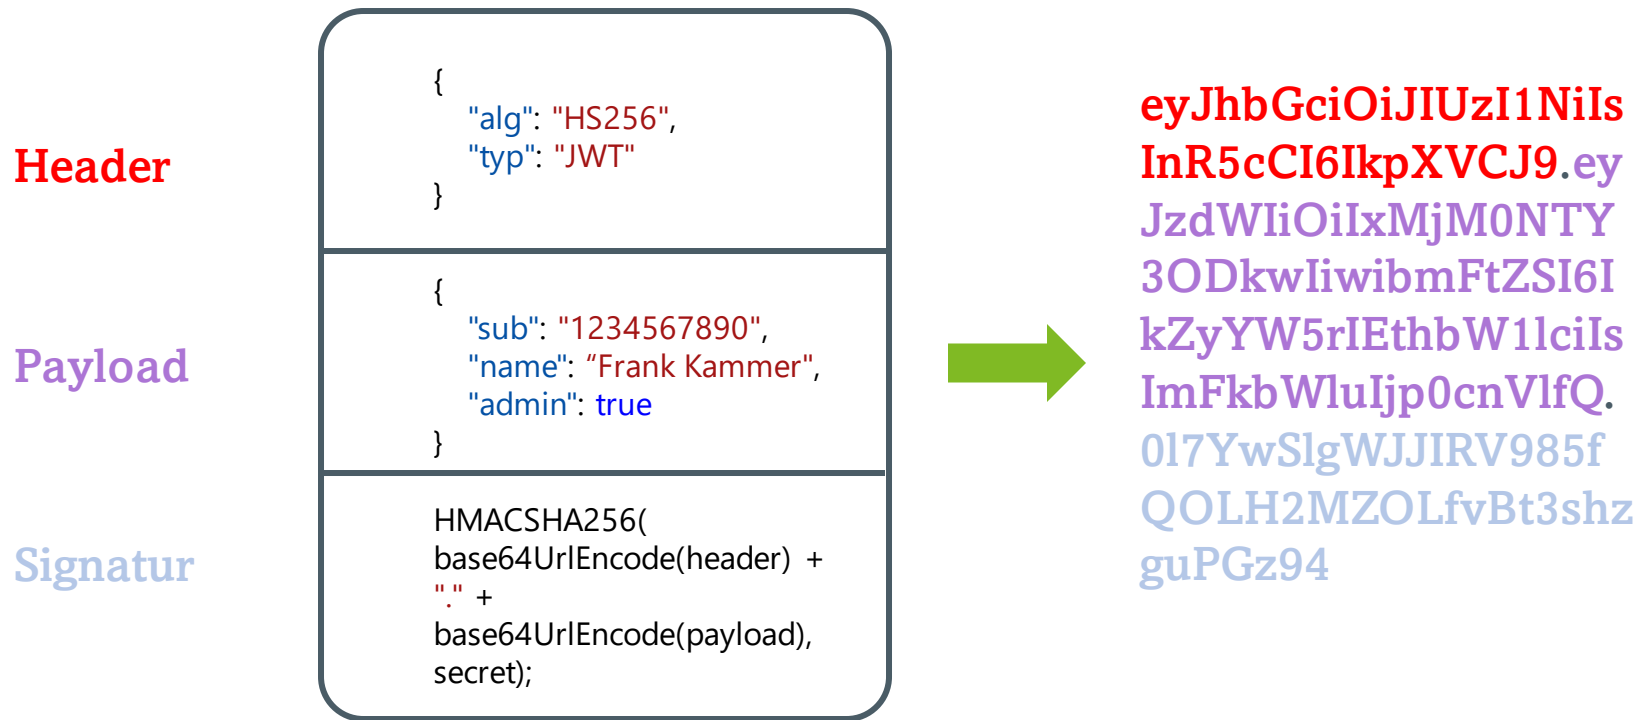 Header
{
"alg": "HS256",
"typ": "JWT"
}
Payload
{
"sub": "1234567890",
"name": “Frank Kammer",
"admin": true
}
Signatur
HMACSHA256(
base64UrlEncode(header) +
"." +
base64UrlEncode(payload),
secret);
eyJhbGciOiJIUzI1NiIs
InR5cCI6IkpXVCJ9.ey
JzdWIiOiIxMjM0NTY
3ODkwIiwibmFtZSI6I
kZyYW5rIEthbW1lciIs
ImFkbWluIjp0cnVlfQ.
0l7YwSlgWJJIRV985f
QOLH2MZOLfvBt3shz
guPGz94